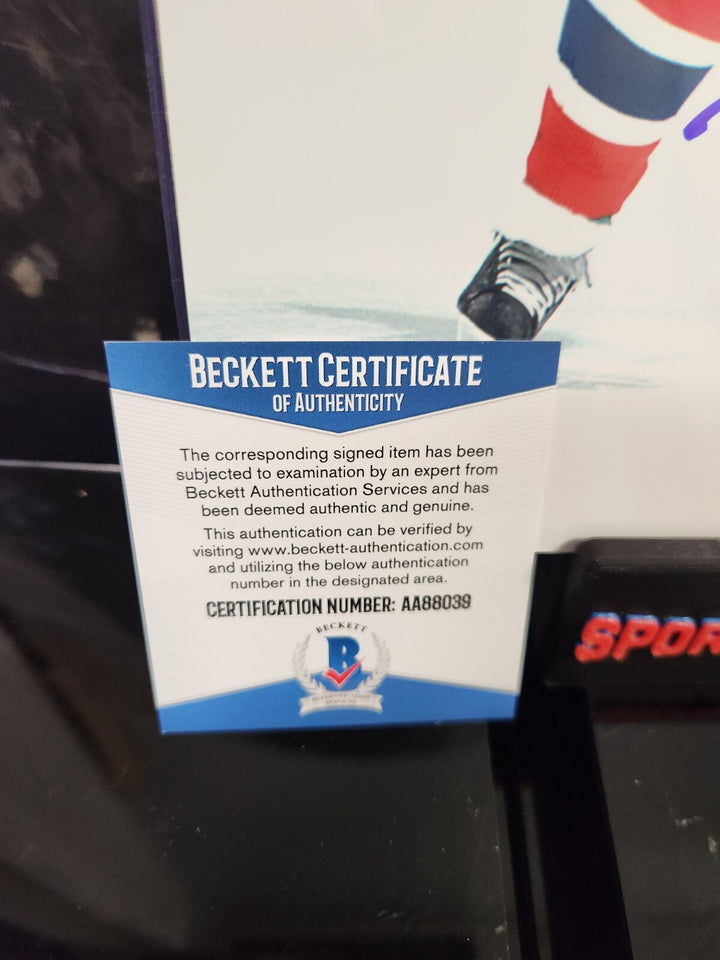 BECKETT CERTIFICATE
OF AUTHENTICITY
The corresponding signed item has been
subjected to examination by an expert from
Beckett Authentication Services and has
been deemed authentic and genuine.
This authentication can be verified by
visiting www.beckett-authentication.com
and utilizing the below authentication
number in the designated area.
CERTIFICATION NUMBER: AA88039
BECKETT
B
AUTHENTICATION
SERVICES
SPOR